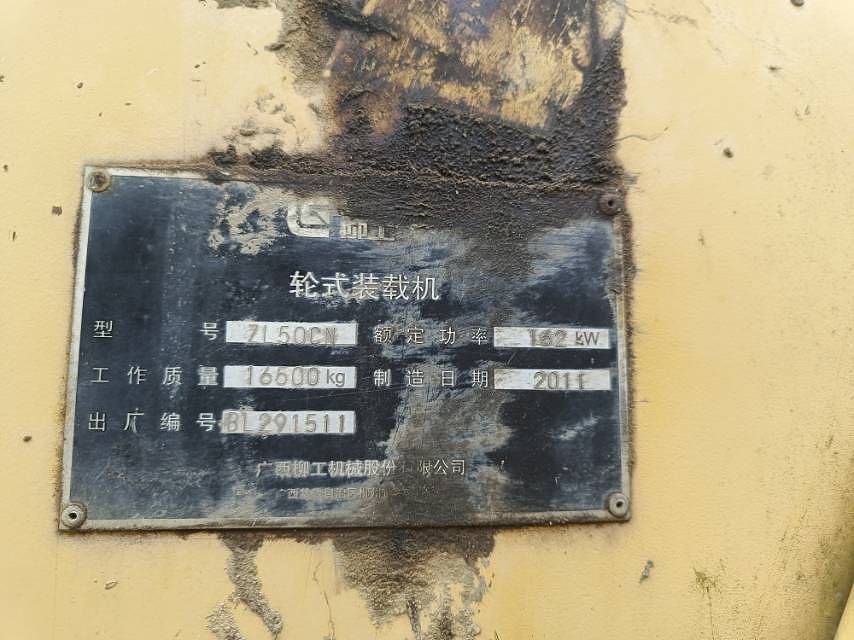 柳工
轮式装载机
型 号 ZL50CN 额定功率 162 kW
工作质量 16500 kg 制造日期 2011
出厂编号 BL291511
广西柳工机械股份有限公司